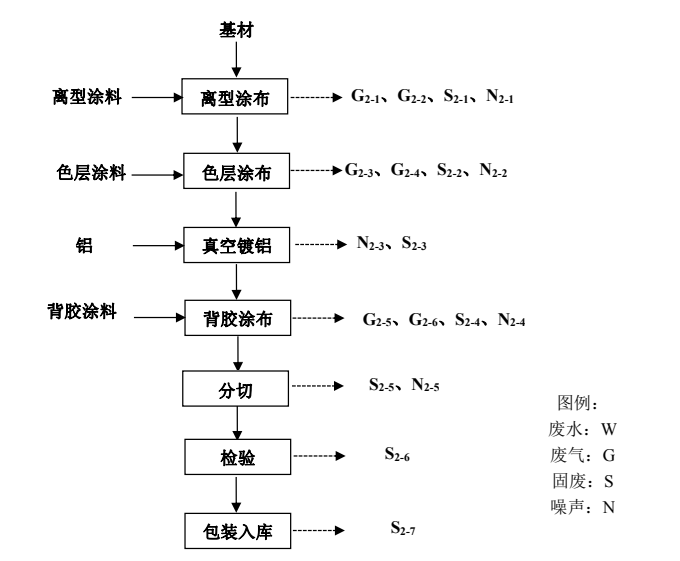 基材
离型涂料
离型涂布
G2-1、G2-2、S2-1、N2-1
色层涂料
色层涂布
G2-3、G2-4、S2-2、N2-2
铝
真空镀铝
N2-3、S2-3
背胶涂料
背胶涂布
G2-5、G2-6、S2-4、N2-4
分切
S2-5、N2-5
检验
S2-6
包装入库
S2-7
图例：
废水：W
废气：G
固废：S
噪声：N